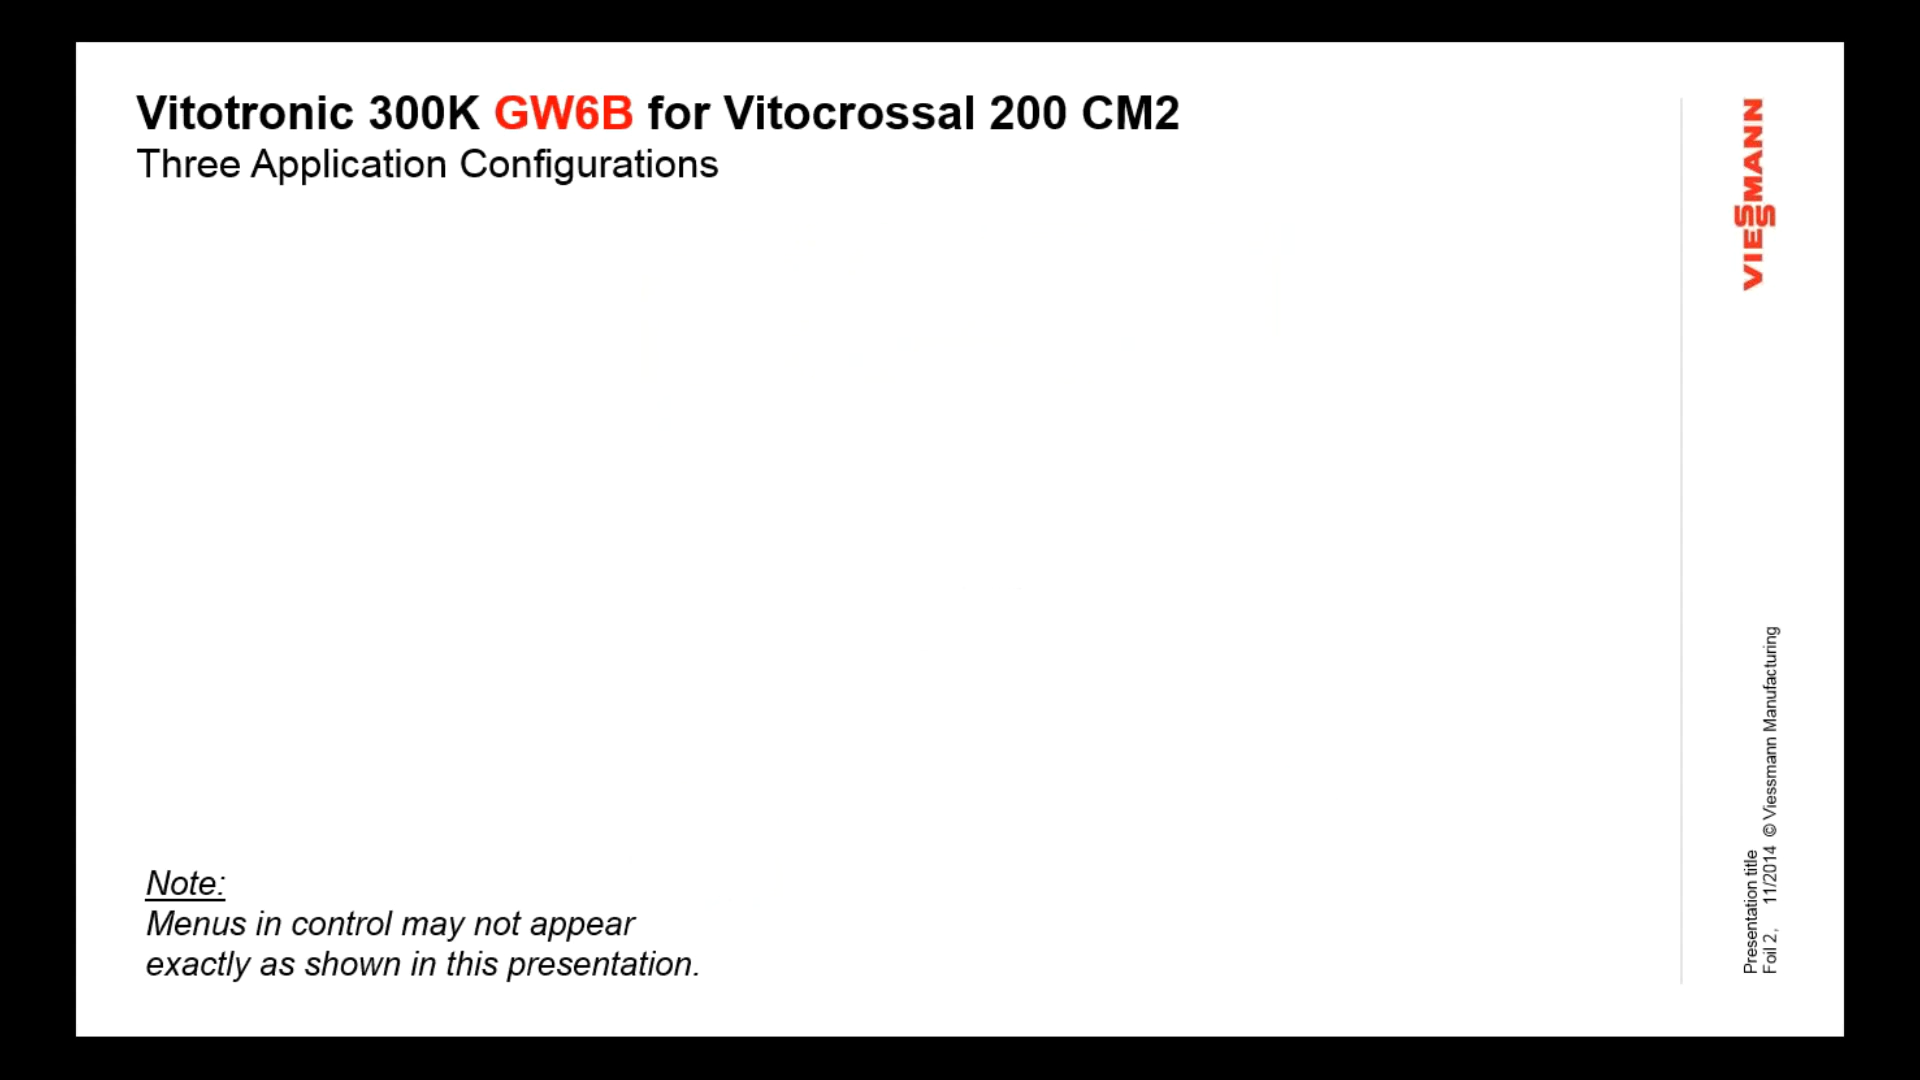 Vitotronic 300K GW6B for Vitocrossal 200 CM2
Three Application Configurations
VIESSMANN
Note:
Menus in control may not appear
exactly as shown in this presentation.
Presentation title
Foil 2, 11/2014 © Viessmann Manufacturing